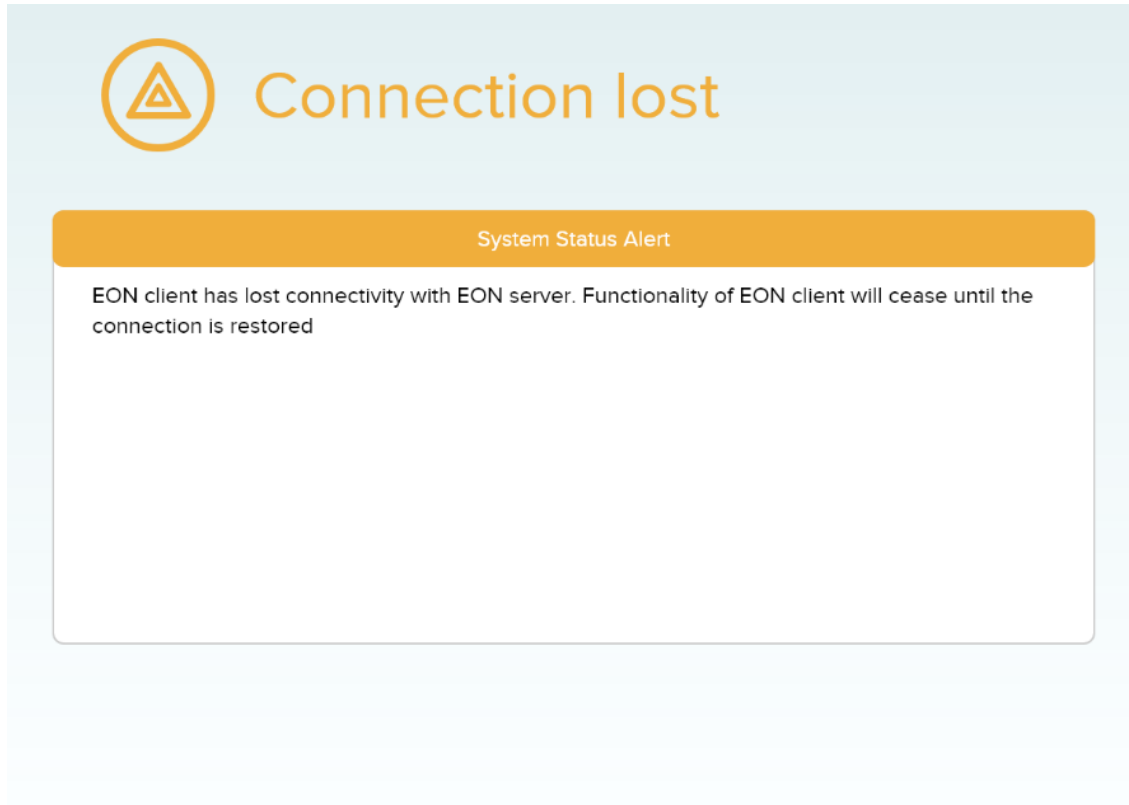 Connection lost
System Status Alert
EON client has lost connectivity with EON server. Functionality of EON client will cease until the
connection is restored